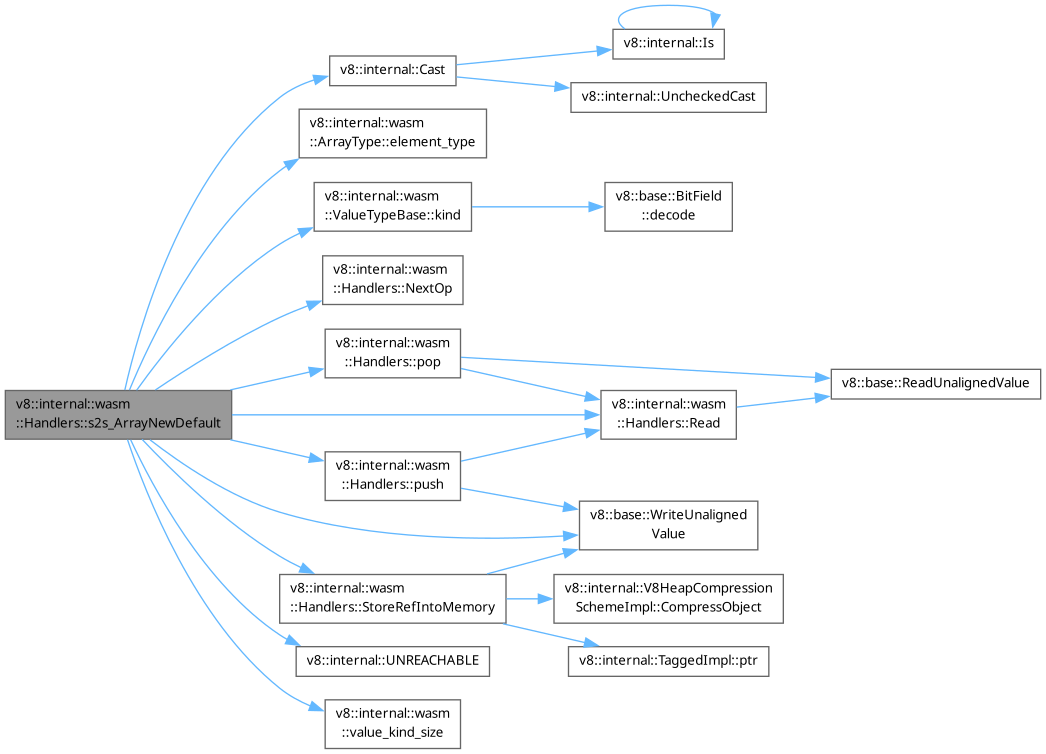 v8::internal::Is
v8::internal::Cast
v8::internal::UncheckedCast
v8::internal::wasm
::ArrayType::element_type
v8::internal::wasm
::ValueTypeBase::kind
v8::base::BitField
::decode
v8::internal::wasm
::Handlers::NextOp
v8::internal::wasm
::Handlers::pop
v8::base::ReadUnalignedValue
v8::internal::wasm
::Handlers::s2s_ArrayNewDefault
v8::internal::wasm
::Handlers::Read
v8::internal::wasm
::Handlers::push
v8::base::WriteUnaligned
Value
v8::internal::wasm
::Handlers::StoreRefIntoMemory
v8::internal::V8HeapCompression
SchemeImpl::CompressObject
v8::internal::UNREACHABLE
v8::internal::TaggedImpl::ptr
v8::internal::wasm
::value_kind_size